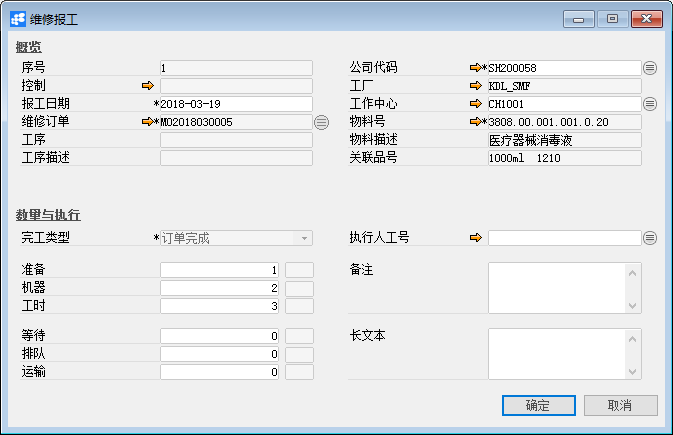 维修报工
概览
序号 1
控制
报工日期 *2018-03-19
维修订单 *MO2018030005
工序
工序描述
公司代码 *SH200058
工厂 KDL_SMF
工作中心 CH1001
物料号 *3808.00.001.001.0.20
物料描述 医疗器械消毒液
关联品号 1000ml 1210
数量与执行
完工类型 *订单完成
执行人工号
准备 1
机器 2
工时 3
备注
等待 0
排队 0
运输 0
长文本
确定 取消